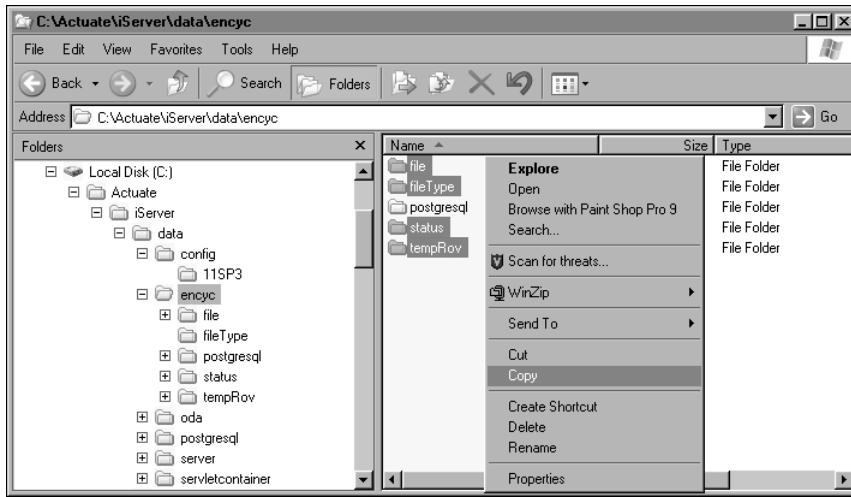 C:\Actuate\iServer\data\encyc
File Edit View Favorites Tools Help
Back Search Folders
Address C:\Actuate\iServer\data\encyc Go
Folders
Local Disk (C:)
Actuate
iServer
data
config
11SP3
encyc
file
fileType
postgresql
status
tempRov
oda
postgresql
server
servletcontainer
Name Size Type
file File Folder
fileType File Folder
postgresql File Folder
status File Folder
tempRov File Folder
Explore
Open
Browse with Paint Shop Pro 9
Search...
Scan for threats...
WinZip
Send To
Cut
Copy
Create Shortcut
Delete
Rename
Properties